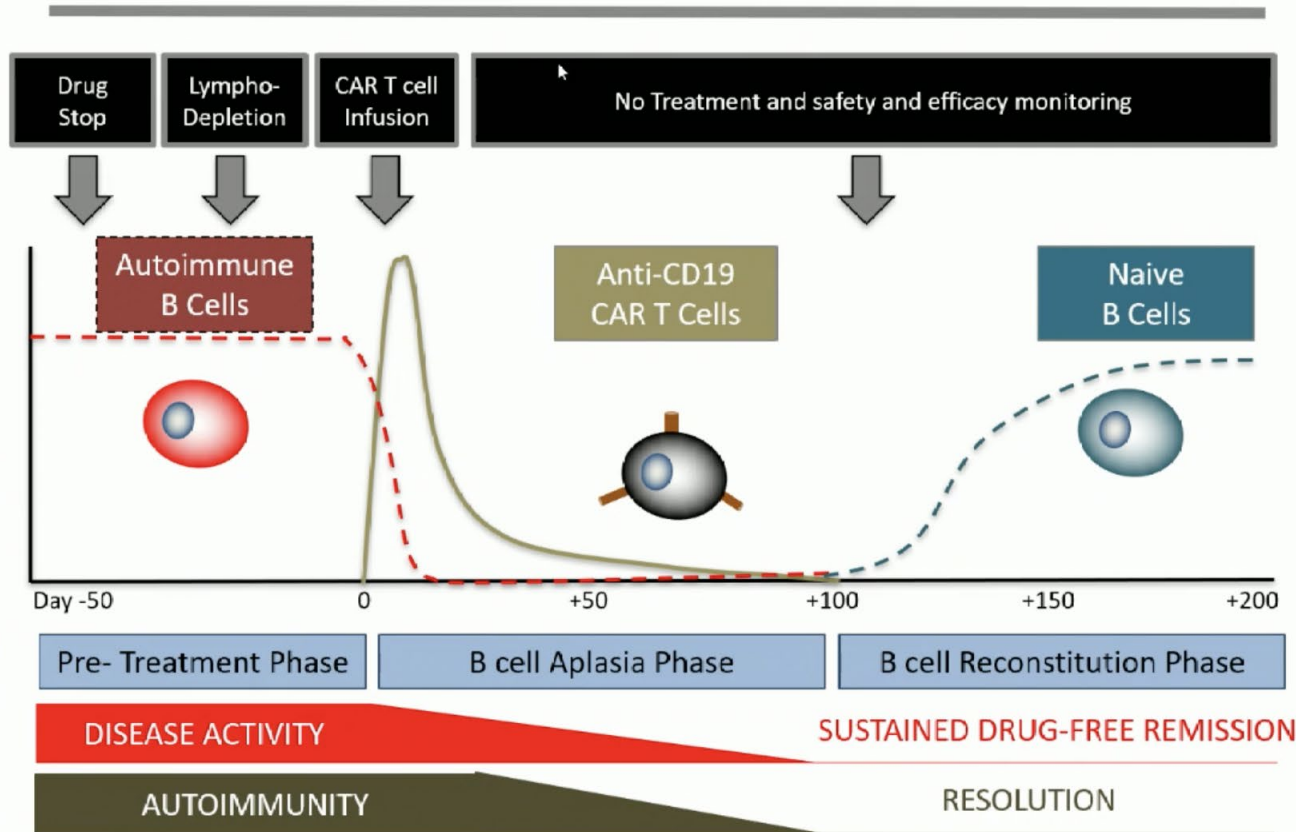 Drug
Stop
Lympho-
Depletion
CAR T cell
Infusion
No Treatment and safety and efficacy monitoring
Autoimmune
B Cells
Anti-CD19
CAR T Cells
Naive
B Cells
Day -50
0
+50
+100
+150
+200
Pre- Treatment Phase
B cell Aplasia Phase
B cell Reconstitution Phase
DISEASE ACTIVITY
SUSTAINED DRUG-FREE REMISSION
AUTOIMMUNITY
RESOLUTION